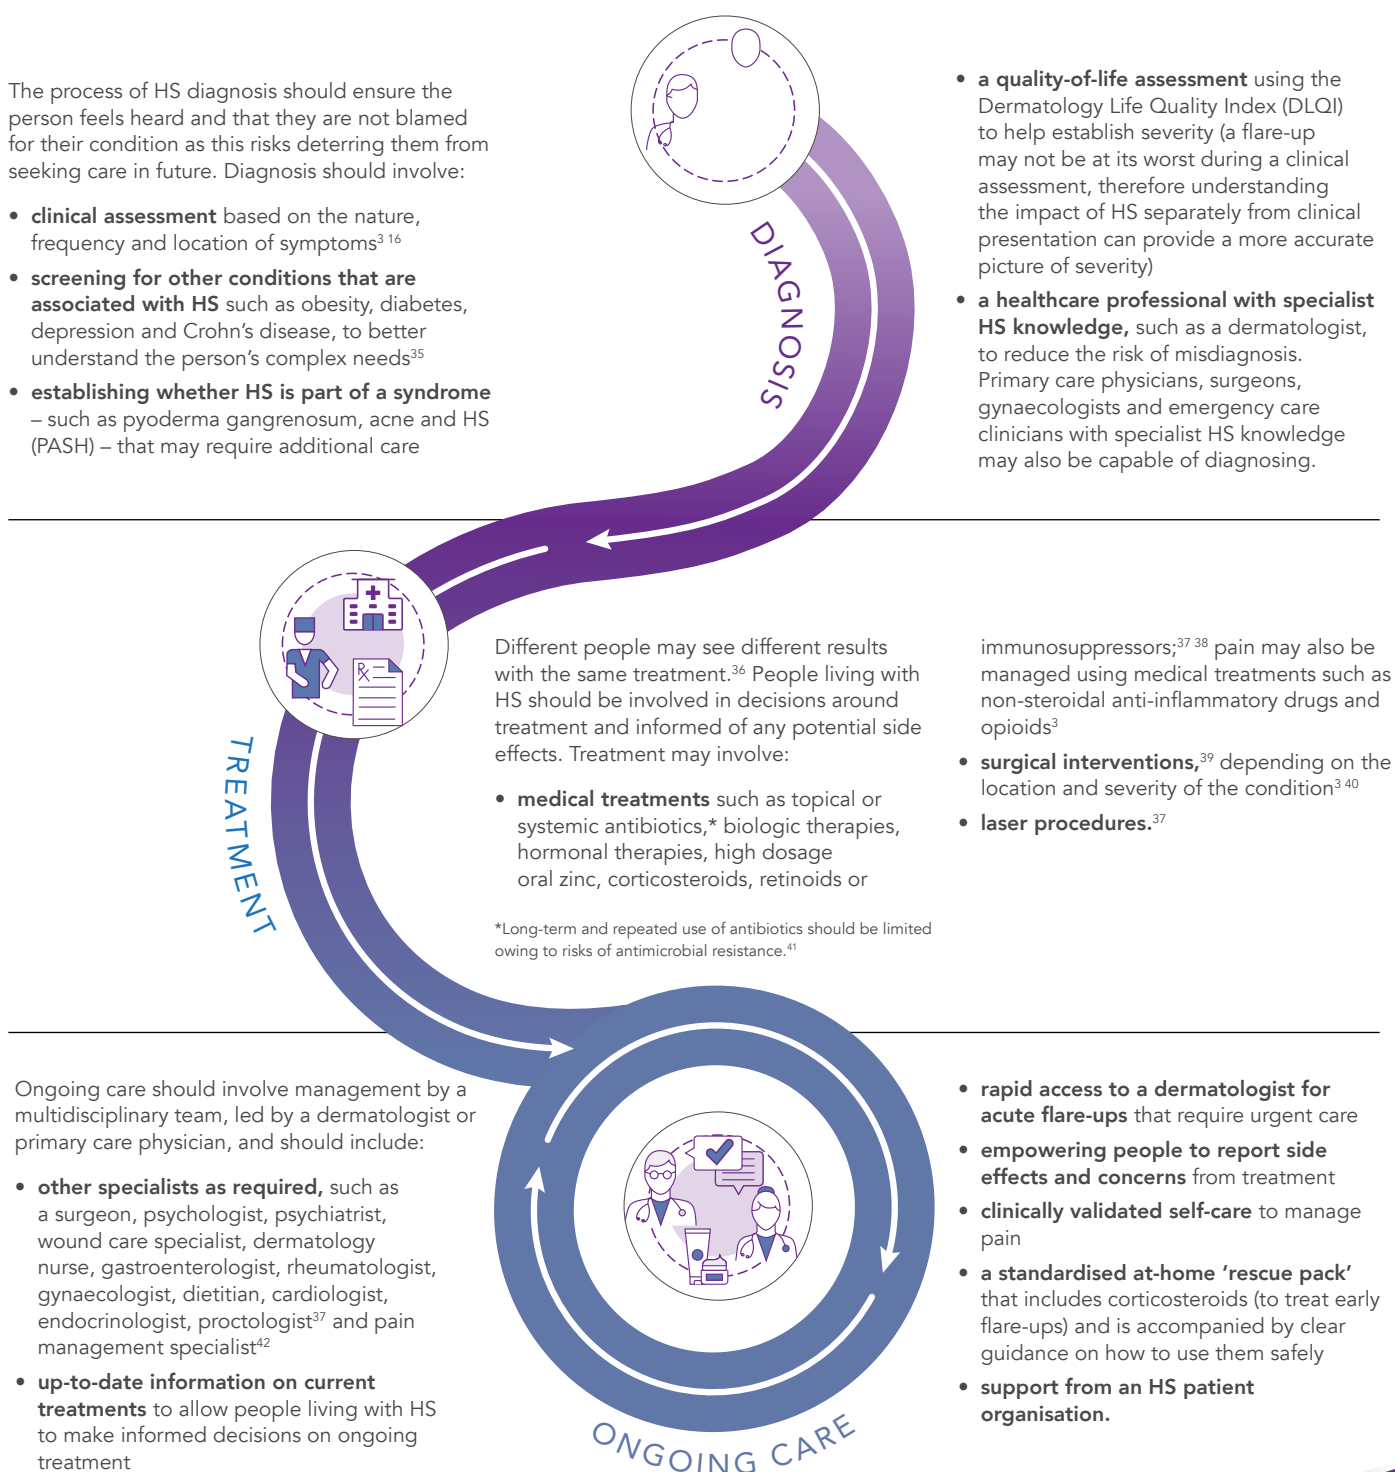 The process of HS diagnosis should ensure the
person feels heard and that they are not blamed
for their condition as this risks deterring them from
seeking care in future. Diagnosis should involve:
• clinical assessment based on the nature,
frequency and location of symptoms3 16
• screening for other conditions that are
associated with HS such as obesity, diabetes,
depression and Crohn’s disease, to better
understand the person’s complex needs35
• establishing whether HS is part of a syndrome
– such as pyoderma gangrenosum, acne and HS
(PASH) – that may require additional care
DIAGNOSIS
• a quality-of-life assessment using the
Dermatology Life Quality Index (DLQI)
to help establish severity (a flare-up
may not be at its worst during a clinical
assessment, therefore understanding
the impact of HS separately from clinical
presentation can provide a more accurate
picture of severity)
• a healthcare professional with specialist
HS knowledge, such as a dermatologist,
to reduce the risk of misdiagnosis.
Primary care physicians, surgeons,
gynaecologists and emergency care
clinicians with specialist HS knowledge
may also be capable of diagnosing.
Rx
TREATMENT
Different people may see different results
with the same treatment.36 People living with
HS should be involved in decisions around
treatment and informed of any potential side
effects. Treatment may involve:
• medical treatments such as topical or
systemic antibiotics,* biologic therapies,
hormonal therapies, high dosage
oral zinc, corticosteroids, retinoids or
immunosuppressors;37 38 pain may also be
managed using medical treatments such as
non-steroidal anti-inflammatory drugs and
opioids3
• surgical interventions,39 depending on the
location and severity of the condition3 40
• laser procedures.37
*Long-term and repeated use of antibiotics should be limited
owing to risks of antimicrobial resistance.41
Ongoing care should involve management by a
multidisciplinary team, led by a dermatologist or
primary care physician, and should include:
• other specialists as required, such as
a surgeon, psychologist, psychiatrist,
wound care specialist, dermatology
nurse, gastroenterologist, rheumatologist,
gynaecologist, dietitian, cardiologist,
endocrinologist, proctologist37 and pain
management specialist42
• up-to-date information on current
treatments to allow people living with HS
to make informed decisions on ongoing
treatment
ONGOING CARE
• rapid access to a dermatologist for
acute flare-ups that require urgent care
• empowering people to report side
effects and concerns from treatment
• clinically validated self-care to manage
pain
• a standardised at-home ‘rescue pack’
that includes corticosteroids (to treat early
flare-ups) and is accompanied by clear
guidance on how to use them safely
• support from an HS patient
organisation.